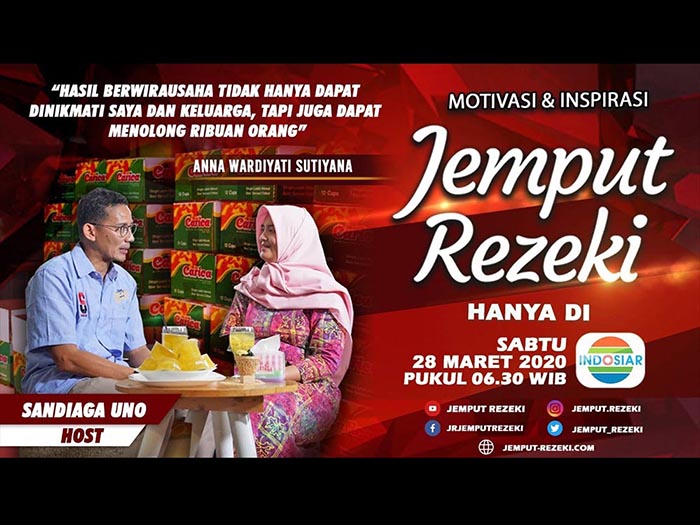 “HASIL BERWIRAUSAHA TIDAK HANYA DAPAT
DINIKMATI SAYA DAN KELUARGA, TAPI JUGA DAPAT
MENOLONG RIBUAN ORANG”
ANNA WARDIYATI SUTIYANA
Carica
SANDIAGA UNO
HOST
MOTIVASI & INSPIRASI
Jemput
Rezeki
HANYA DI
SABTU
28 MARET 2020
PUKUL 06.30 WIB
INDOSIAR
JEMPUT REZEKI
JEMPUT.REZEKI
JRJEMPUTREZEKI
JEMPUT_REZEKI
JEMPUT-REZEKI.COM